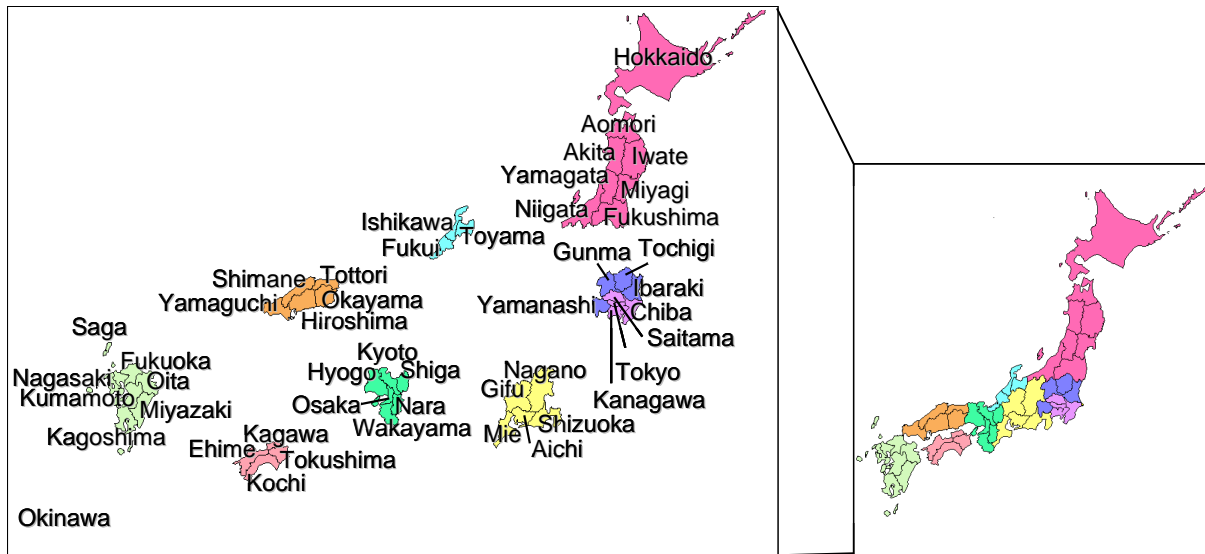 Hokkaido
Aomori
Akita
Iwate
Yamagata
Miyagi
Niigata
Fukushima
Ishikawa
Toyama
Fukui
Gunma
Tochigi
Shimane
Tottori
Ibaraki
Yamaguchi
Okayama
Yamanashi
Chiba
Hiroshima
Saitama
Saga
Kyoto
Fukuoka
Shiga
Nagano
Tokyo
Nagasaki
Oita
Hyogo
Gifu
Kumamoto
Kanagawa
Miyazaki
Osaka
Nara
Shizuoka
Kagoshima
Wakayama
Mie
Kagawa
Aichi
Ehime
Tokushima
Kochi
Okinawa